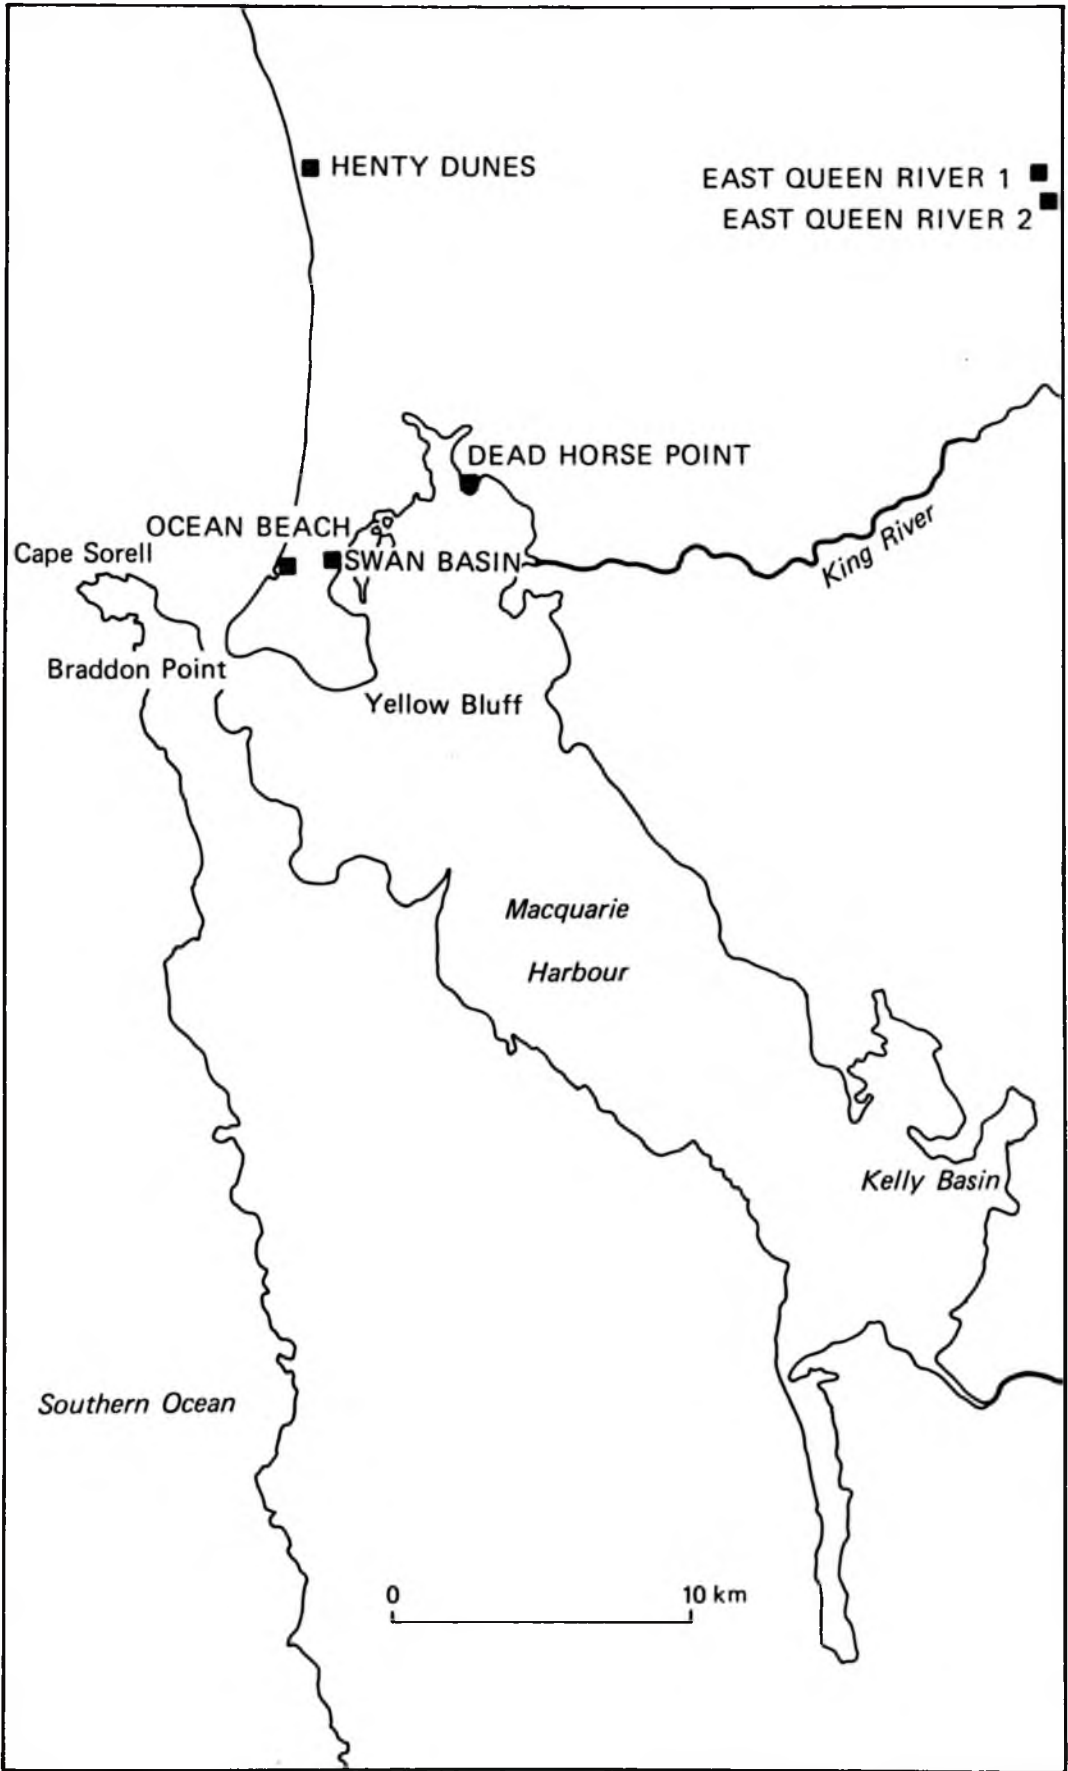 HENTY DUNES
EAST QUEEN RIVER 1
EAST QUEEN RIVER 2
DEAD HORSE POINT
OCEAN BEACH
Cape Sorell
SWAN BASIN
King River
Braddon Point
Yellow Bluff
Macquarie
Harbour
Kelly Basin
Southern Ocean
0 10 km